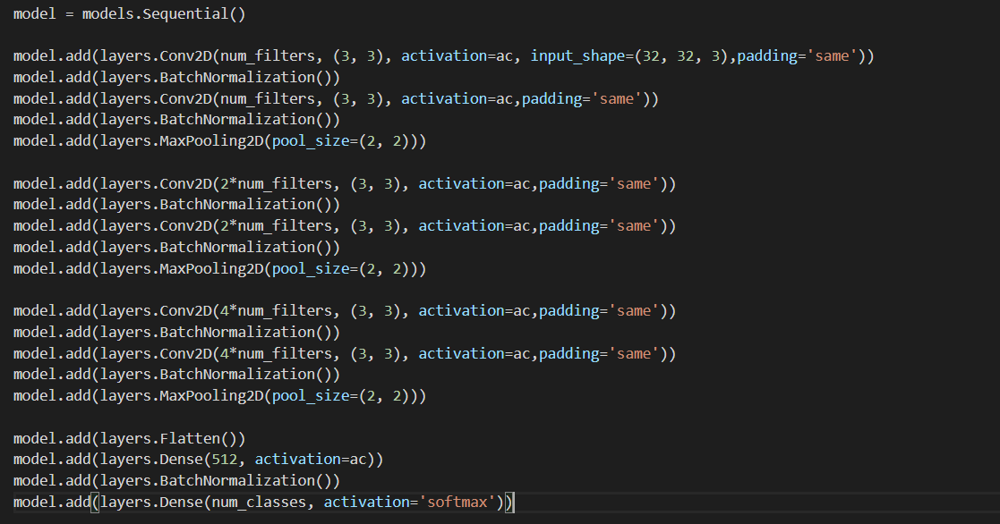 model = models.Sequential()
model.add(layers.Conv2D(num_filters, (3, 3), activation=ac, input_shape=(32, 32, 3),padding='same'))
model.add(layers.BatchNormalization())
model.add(layers.Conv2D(num_filters, (3, 3), activation=ac,padding='same'))
model.add(layers.BatchNormalization())
model.add(layers.MaxPooling2D(pool_size=(2, 2)))
model.add(layers.Conv2D(2*num_filters, (3, 3), activation=ac,padding='same'))
model.add(layers.BatchNormalization())
model.add(layers.Conv2D(2*num_filters, (3, 3), activation=ac,padding='same'))
model.add(layers.BatchNormalization())
model.add(layers.MaxPooling2D(pool_size=(2, 2)))
model.add(layers.Conv2D(4*num_filters, (3, 3), activation=ac,padding='same'))
model.add(layers.BatchNormalization())
model.add(layers.Conv2D(4*num_filters, (3, 3), activation=ac,padding='same'))
model.add(layers.BatchNormalization())
model.add(layers.MaxPooling2D(pool_size=(2, 2)))
model.add(layers.Flatten())
model.add(layers.Dense(512, activation=ac))
model.add(layers.BatchNormalization())
model.add(layers.Dense(num_classes, activation='softmax'))